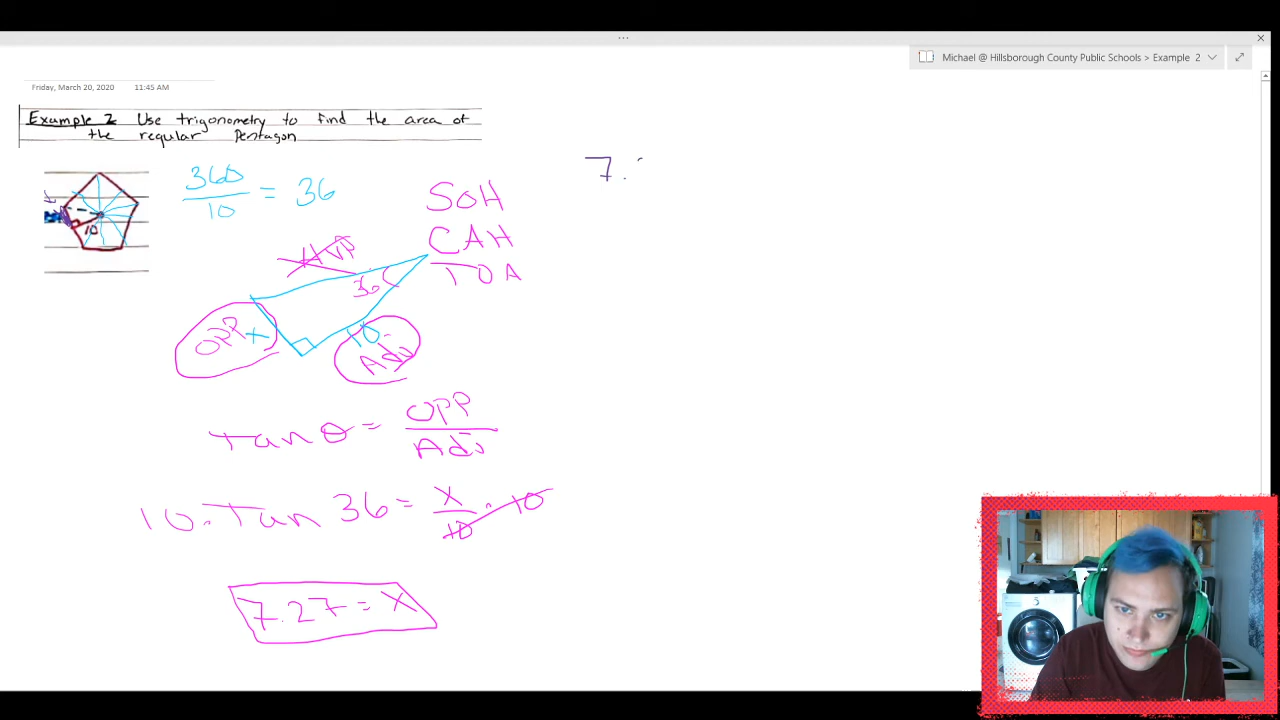 Michael @ Hillsborough County Public Schools > Example 2
Friday, March 20, 2020 11:45 AM
Example 2 Use trigonometry to find the area of
the regular Pentagon
10
360/10 = 36
SOH
CAH
TOA
HYP
36
OPP x
10
Adj
tan θ = OPP/Adj
10. Tan 36 = x/10 . 10
7.27 = x
7.